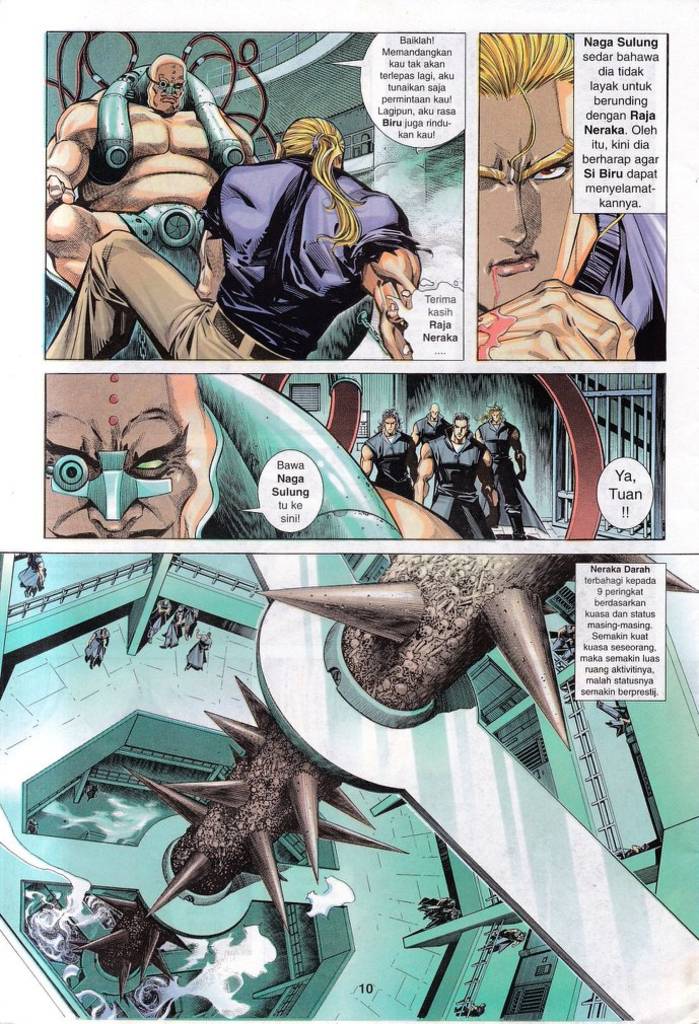 Baiklah!
Memandangkan
kau tak akan
terlepas lagi, aku
tunaikan saja
permintaan kau!
Lagipun, aku rasa
Biru juga rindu-
kan kau!
Terima
kasih
Raja
Neraka
....
Naga Sulung
sedar bahawa
dia tidak
layak untuk
berunding
dengan Raja
Neraka. Oleh
itu, kini dia
berharap agar
Si Biru dapat
menyelamat-
kannya.
Bawa
Naga
Sulung
tu ke
sini!
Ya,
Tuan
!!
Neraka Darah
terbahagi kepada
9 peringkat
berdasarkan
kuasa dan status
masing-masing.
Semakin kuat
kuasa seseorang,
maka semakin luas
ruang aktivitinya,
malah statusnya
semakin berprestij.
10